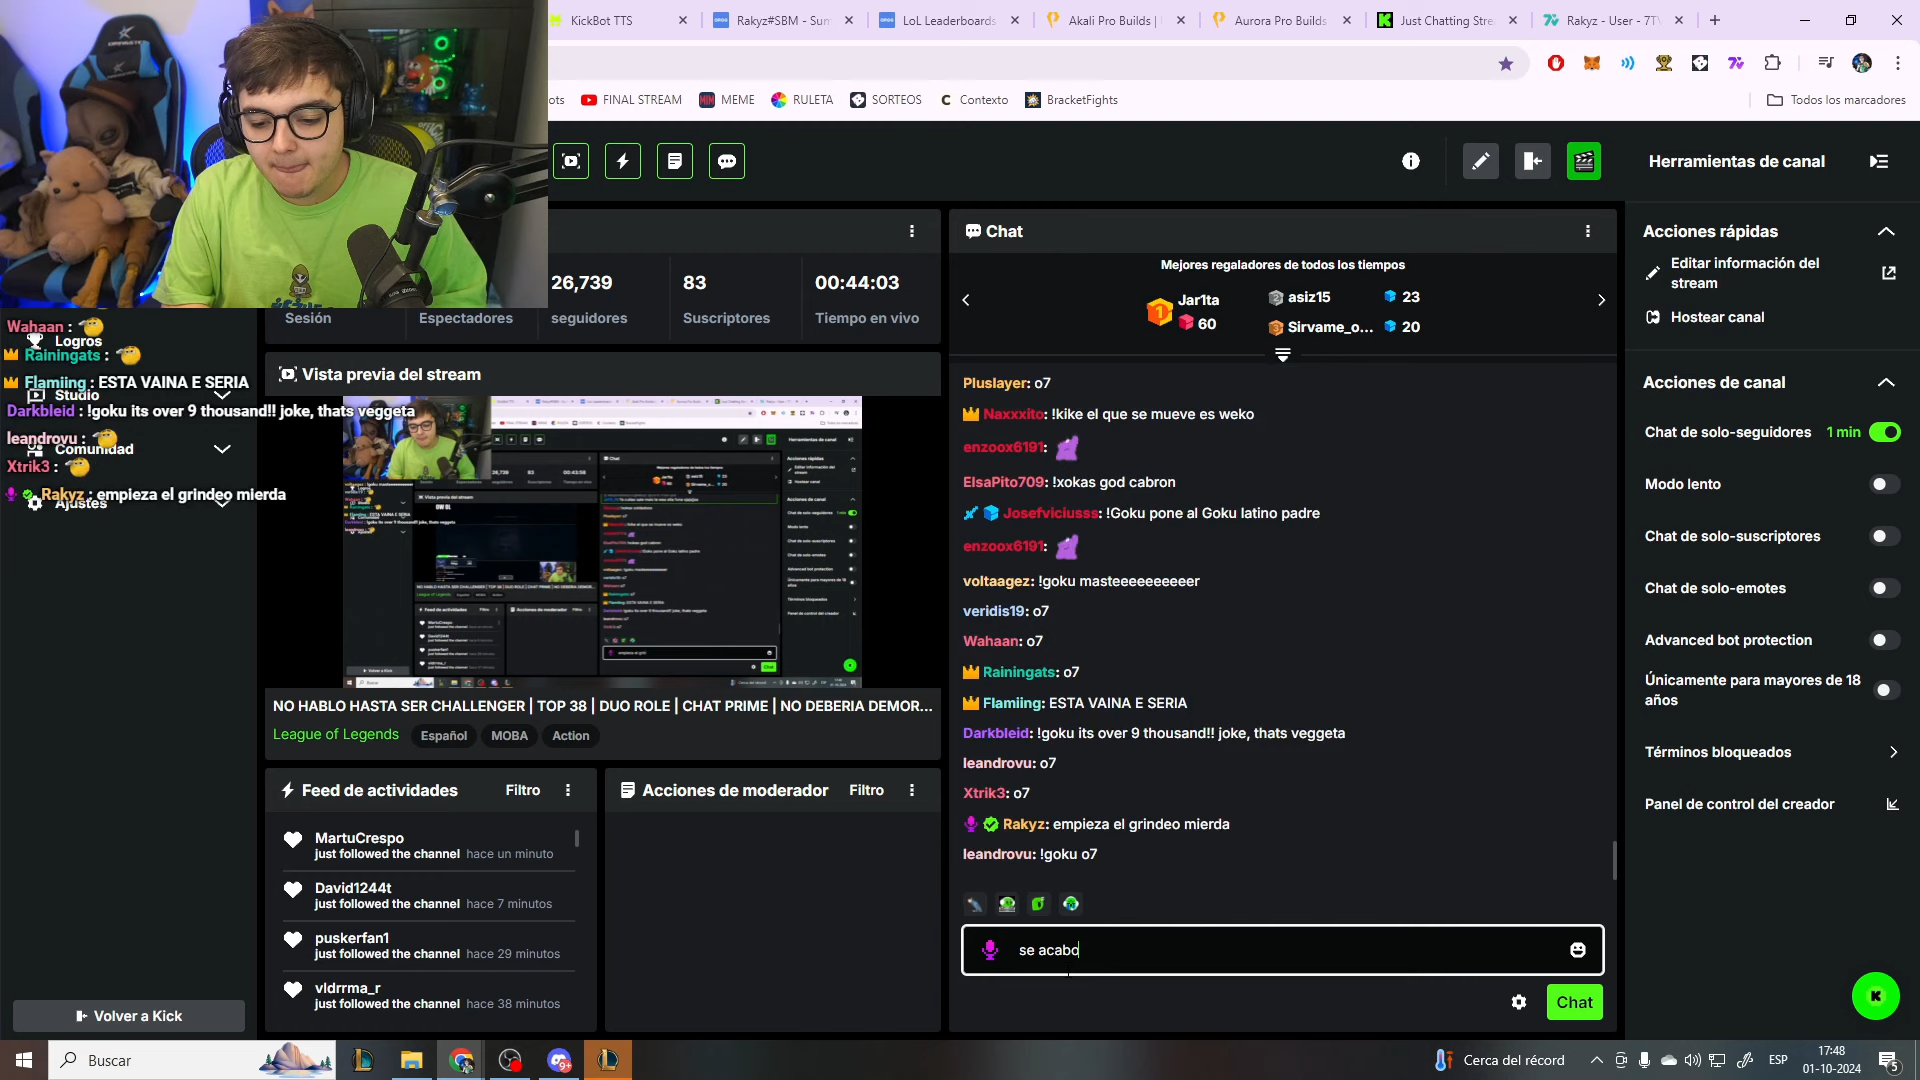 KickBot TTS
Rakyz#SBM - Sum
LoL Leaderboards
Akali Pro Builds |
Aurora Pro Builds
Just Chatting Stre
Rakyz - User - 7TV
FINAL STREAM
MEME
RULETA
SORTEOS
Contexto
BracketFights
Todos los marcadores
Herramientas de canal
Sesión
Espectadores
26,739
seguidores
83
Suscriptores
00:44:03
Tiempo en vivo
Wahaan :
Logros
Rainingats :
Flamiing : ESTA VAINA E SERIA
Studio
Darkbleid : !goku its over 9 thousand!! joke, thats veggeta
leandrovu :
Comunidad
Xtrik3 :
Rakyz : empieza el grindeo mierda
Ajustes
Volver a Kick
Vista previa del stream
NO HABLO HASTA SER CHALLENGER | TOP 38 | DUO ROLE | CHAT PRIME | NO DEBERIA DEMOR...
League of Legends
Español
MOBA
Action
Feed de actividades
Filtro
MartuCrespo
just followed the channel hace un minuto
David1244t
just followed the channel hace 7 minutos
puskerfan1
just followed the channel hace 29 minutos
vldrrma_r
just followed the channel hace 38 minutos
Acciones de moderador
Filtro
Chat
Mejores regaladores de todos los tiempos
1
Jar1ta
60
2 asiz15 23
3 Sirvame_o... 20
Pluslayer: o7
Naxxxito: !kike el que se mueve es weko
enzoox6191:
ElsaPito709: !xokas god cabron
Josefviciusss: !Goku pone al Goku latino padre
enzoox6191:
voltaagez: !goku masteeeeeeeeeer
veridis19: o7
Wahaan: o7
Rainingats: o7
Flamiing: ESTA VAINA E SERIA
Darkbleid: !goku its over 9 thousand!! joke, thats veggeta
leandrovu: o7
Xtrik3: o7
Rakyz: empieza el grindeo mierda
leandrovu: !goku o7
se acabo
Chat
Acciones rápidas
Editar información del
stream
Hostear canal
Acciones de canal
Chat de solo-seguidores 1 min
Modo lento
Chat de solo-suscriptores
Chat de solo-emotes
Advanced bot protection
Únicamente para mayores de 18
años
Términos bloqueados
Panel de control del creador
Buscar
Cerca del récord
ESP
17:48
01-10-2024
5